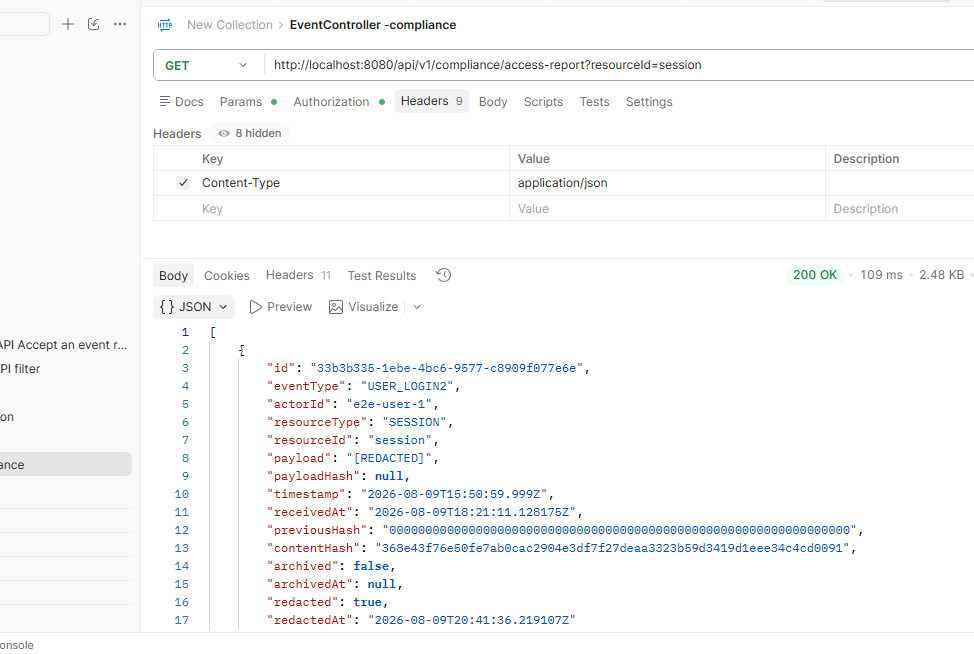 HTTP New Collection > EventController -compliance
GET http://localhost:8080/api/v1/compliance/access-report?resourceId=session
Docs Params Authorization Headers 9 Body Scripts Tests Settings
Headers 8 hidden
Key Value Description
Content-Type application/json
Key Value Description
Body Cookies Headers 11 Test Results 200 OK • 109 ms • 2.48 KB •
{} JSON Preview Visualize
1 [
2 {
3 "id": "33b3b335-1ebe-4bc6-9577-c8909f077e6e",
4 "eventType": "USER_LOGIN2",
5 "actorId": "e2e-user-1",
6 "resourceType": "SESSION",
7 "resourceId": "session",
8 "payload": "[REDACTED]",
9 "payloadHash": null,
10 "timestamp": "2026-08-09T15:50:59.999Z",
11 "receivedAt": "2026-08-09T18:21:11.128175Z",
12 "previousHash": "0000000000000000000000000000000000000000000000000000000000000000",
13 "contentHash": "368e43f76e50fe7ab0cac2904e3df7f27deaa3323b59d3419d1eee34c4cd0091",
14 "archived": false,
15 "archivedAt": null,
16 "redacted": true,
17 "redactedAt": "2026-08-09T20:41:36.219107Z"
API Accept an event r...
PI filter
on
ance
onsole